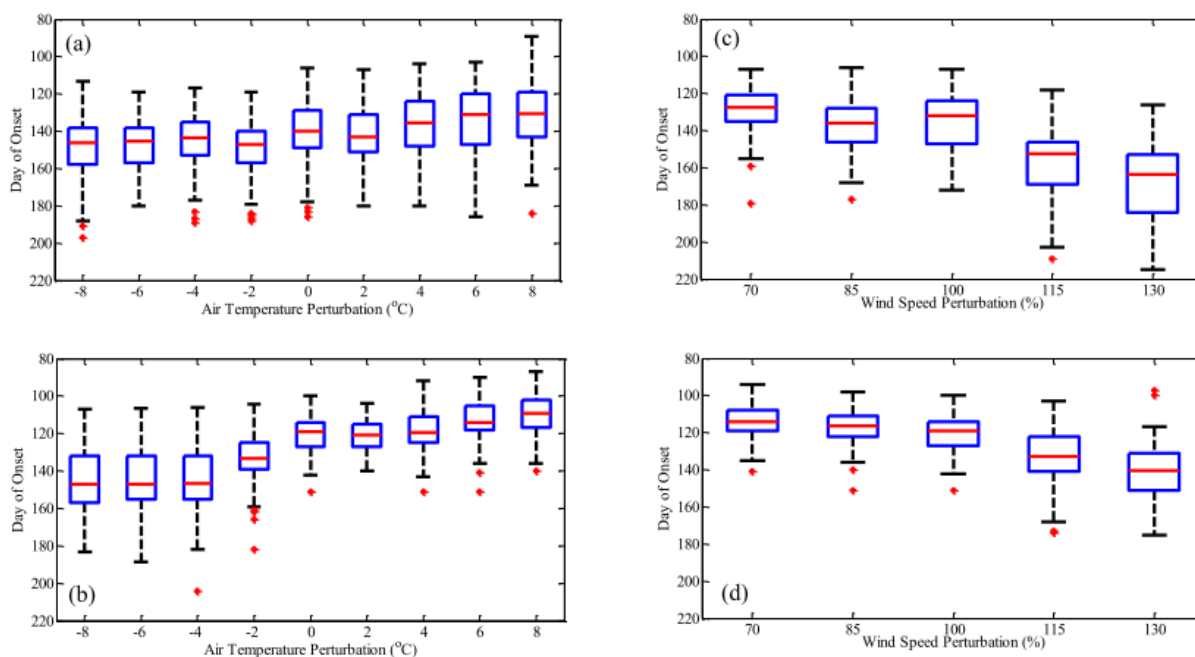 (a)
Day of Onset
80
100
120
140
160
180
200
220
-8 -6 -4 -2 0 2 4 6 8
Air Temperature Perturbation (°C)
(c)
Day of Onset
80
100
120
140
160
180
200
220
70 85 100 115 130
Wind Speed Perturbation (%)
(b)
Day of Onset
80
100
120
140
160
180
200
220
-8 -6 -4 -2 0 2 4 6 8
Air Temperature Perturbation (°C)
(d)
Day of Onset
80
100
120
140
160
180
200
220
70 85 100 115 130
Wind Speed Perturbation (%)